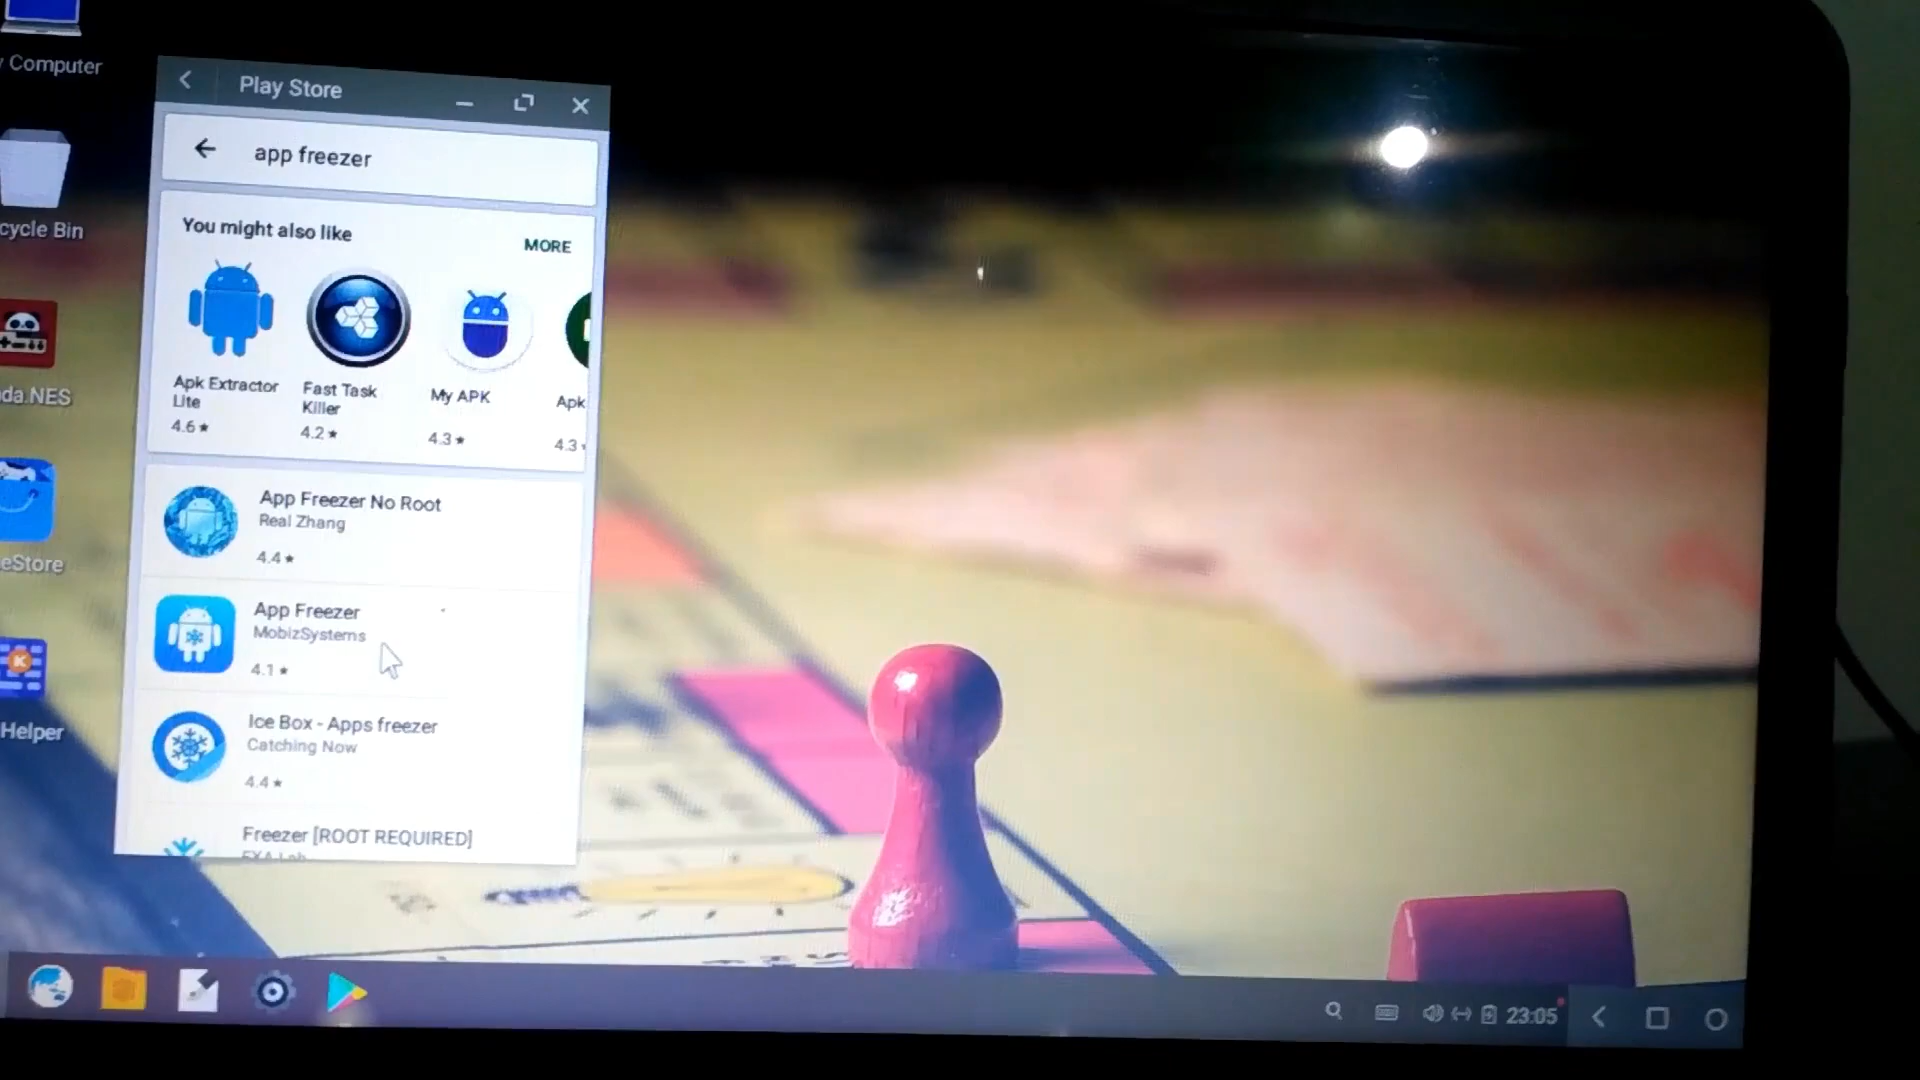 y Computer
Play Store
app freezer
cycle Bin
You might also like
MORE
Apk Extractor
Lite
4.6★
Fast Task
Killer
4.2★
My APK
4.3★
Apk
4.3
da.NES
App Freezer No Root
Real Zhang
4.4★
eStore
App Freezer
MobizSystems
4.1★
Ice Box - Apps freezer
Catching Now
4.4★
Helper
Freezer [ROOT REQUIRED]
23:05